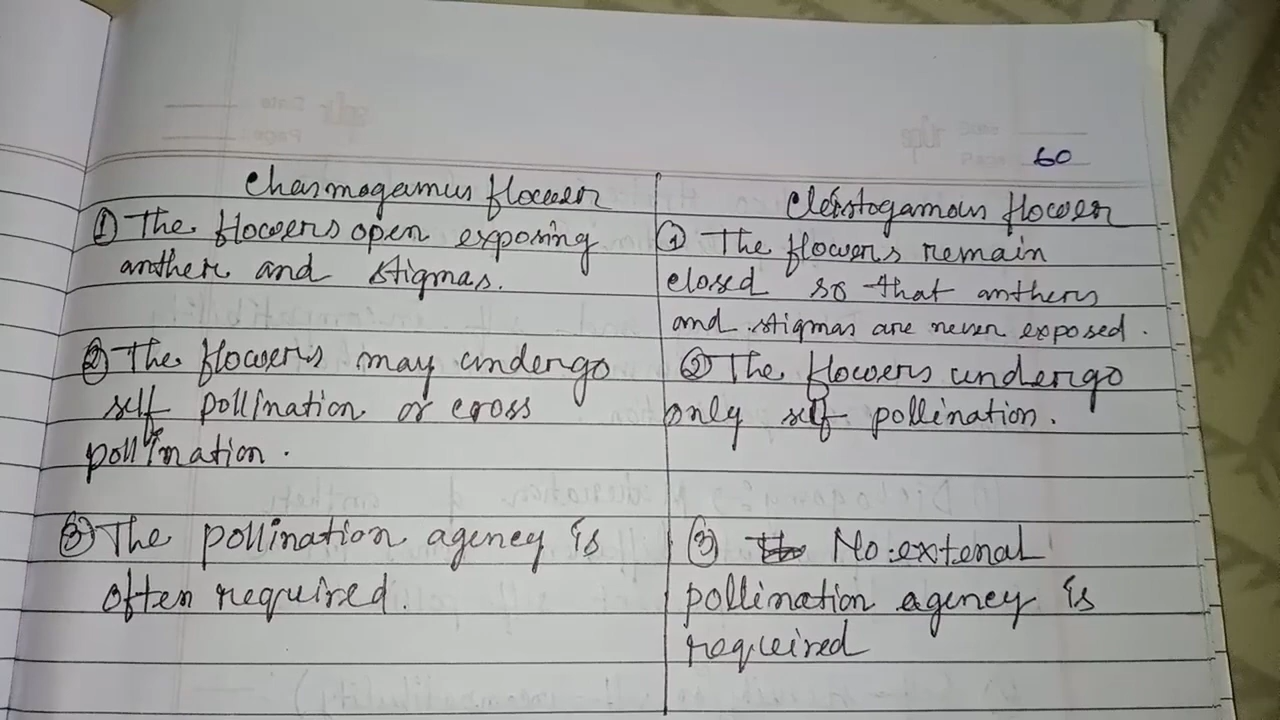 60
Chasmogamus flower
① The flowers open exposing
anther and stigmas.
② The flowers may undergo
self pollination or cross
pollination.
③ The pollination agency is
often required.
Cleistogamous flower
① The flowers remain
closed so that anthers
and stigmas are never exposed.
② The flowers undergo
only self pollination.
③ No extenal
pollination agency is
required